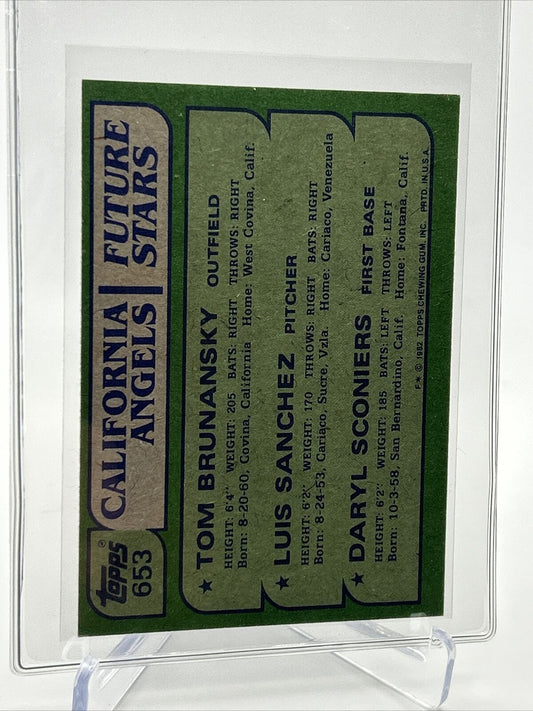 topps
653
CALIFORNIA ANGELS
FUTURE STARS
★ TOM BRUNANSKY OUTFIELD
HEIGHT: 6'4" WEIGHT: 205 BATS: RIGHT THROWS: RIGHT
Born: 8-20-60, Covina, California Home: West Covina, Calif.
★ LUIS SANCHEZ PITCHER
HEIGHT: 6'2" WEIGHT: 170 THROWS: RIGHT BATS: RIGHT
Born: 8-24-53, Cariaco, Sucre, Vzla. Home: Cariaco, Venezuela
★ DARYL SCONIERS FIRST BASE
HEIGHT: 6'2" WEIGHT: 185 BATS: LEFT THROWS: LEFT
Born: 10-3-58, San Bernardino, Calif. Home: Fontana, Calif.
F* © 1982 TOPPS CHEWING GUM, INC. PRTD. IN U.S.A.